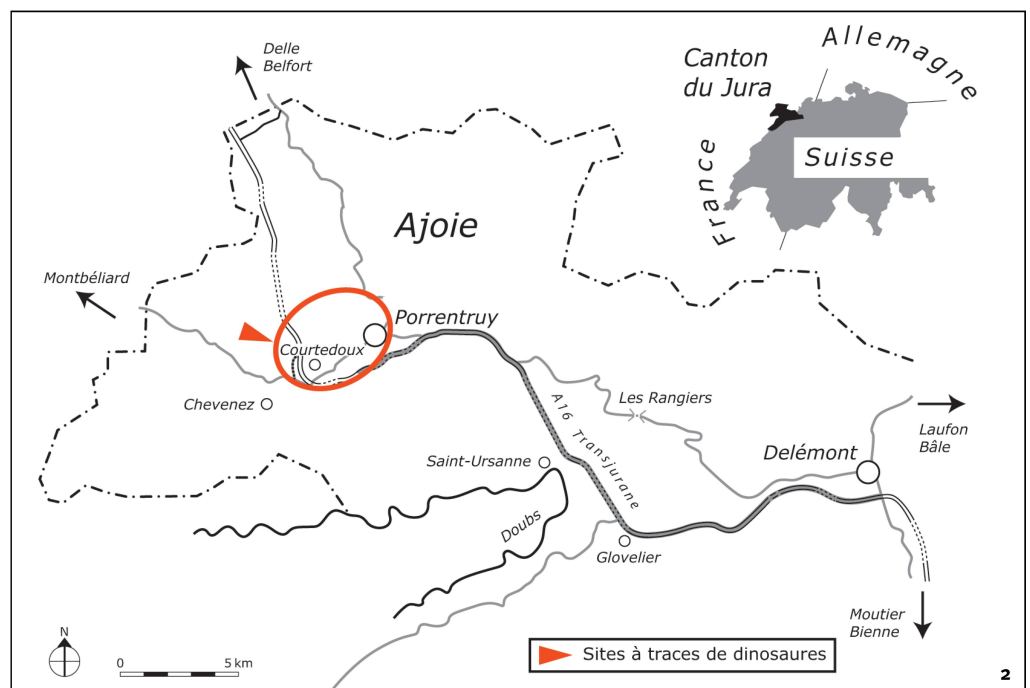 Delle
Belfort
Canton
du Jura
Allemagne
France
Suisse
Ajoie
Montbéliard
Porrentruy
Courtedoux
Chevenez
Les Rangiers
A16 Transjurane
Laufon
Bâle
Delémont
Saint-Ursanne
Doubs
Glovelier
Moutier
Bienne
N
0 5 km
Sites à traces de dinosaures
2